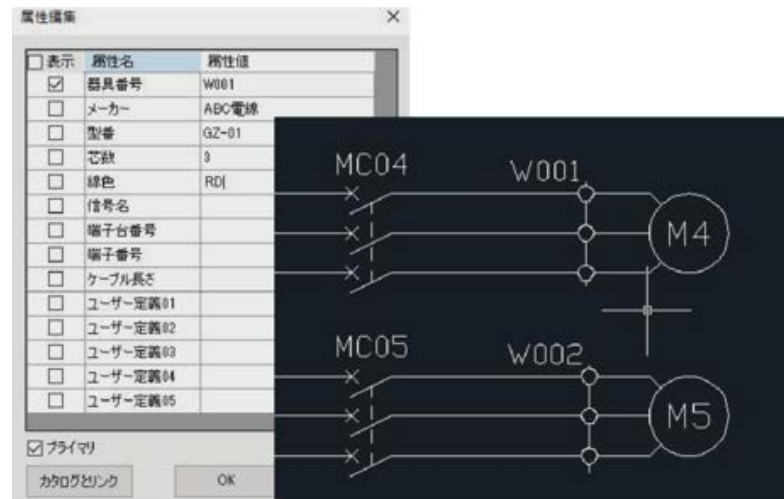 属性編集
表示 属性名 属性値
器具番号 W001
メーカー ABC電線
型番 GZ-01
芯数 3
線色 RD
信号名
端子台番号
端子番号
ケーブル長さ
ユーザー定義01
ユーザー定義02
ユーザー定義03
ユーザー定義04
ユーザー定義05
プライマリ
カタログとリンク OK
MC04 W001
M4
MC05 W002
M5